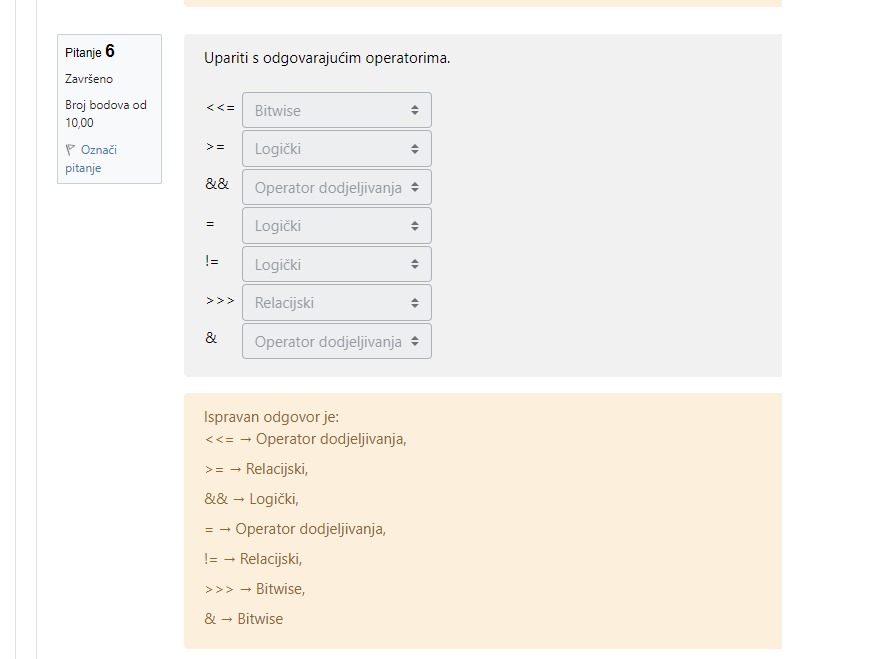 Pitanje 6
Završeno
Broj bodova od
10,00
Označi
pitanje
Upariti s odgovarajućim operatorima.
<<= Bitwise
>= Logički
&& Operator dodjeljivanja
= Logički
!= Logički
>>> Relacijski
& Operator dodjeljivanja
Ispravan odgovor je:
<<= → Operator dodjeljivanja,
>= → Relacijski,
&& → Logički,
= → Operator dodjeljivanja,
!= → Relacijski,
>>> → Bitwise,
& → Bitwise